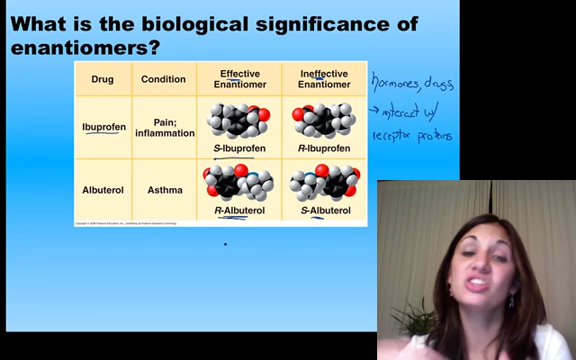 What is the biological significance of
enantiomers?
Drug Condition Effective Enantiomer Ineffective Enantiomer
Ibuprofen Pain; inflammation S-Ibuprofen R-Ibuprofen
Albuterol Asthma R-Albuterol S-Albuterol
hormones, drugs
→ interact w/
receptor proteins